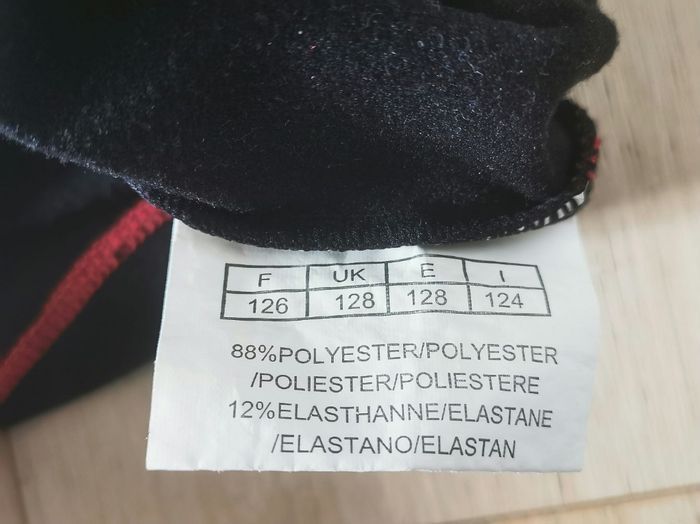 F UK E I
126 128 128 124
88%POLYESTER/POLYESTER
/POLIESTER/POLIESTERE
12%ELASTHANNE/ELASTANE
/ELASTANO/ELASTAN